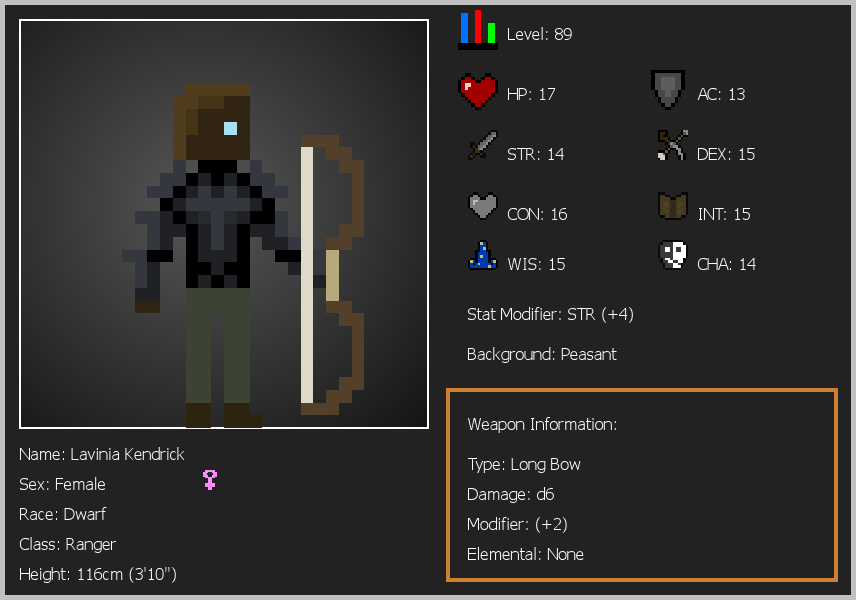 Level: 89
HP: 17
AC: 13
STR: 14
DEX: 15
CON: 16
INT: 15
WIS: 15
CHA: 14
Stat Modifier: STR (+4)
Background: Peasant
Weapon Information:
Type: Long Bow
Damage: d6
Modifier: (+2)
Elemental: None
Name: Lavinia Kendrick
Sex: Female
Race: Dwarf
Class: Ranger
Height: 116cm (3'10")